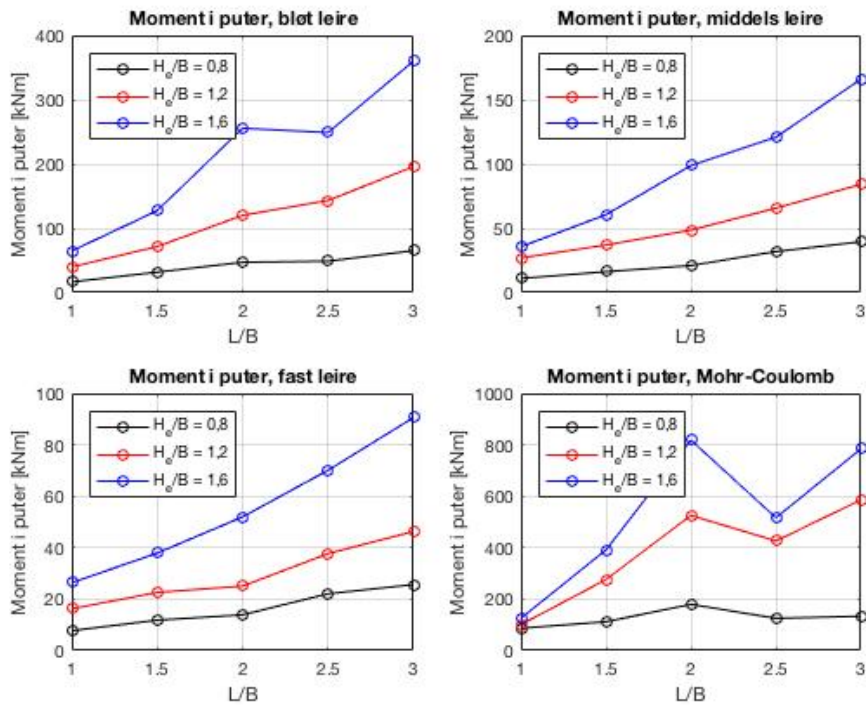 Moment i puter, bløt leire
400
300
200
100
0
Moment i puter [kNm]
H_e/B = 0,8
H_e/B = 1,2
H_e/B = 1,6
1 1.5 2 2.5 3
L/B
Moment i puter, middels leire
200
150
100
50
0
Moment i puter [kNm]
H_e/B = 0,8
H_e/B = 1,2
H_e/B = 1,6
1 1.5 2 2.5 3
L/B
Moment i puter, fast leire
100
80
60
40
20
0
Moment i puter [kNm]
H_e/B = 0,8
H_e/B = 1,2
H_e/B = 1,6
1 1.5 2 2.5 3
L/B
Moment i puter, Mohr-Coulomb
1000
800
600
400
200
0
Moment i puter [kNm]
H_e/B = 0,8
H_e/B = 1,2
H_e/B = 1,6
1 1.5 2 2.5 3
L/B